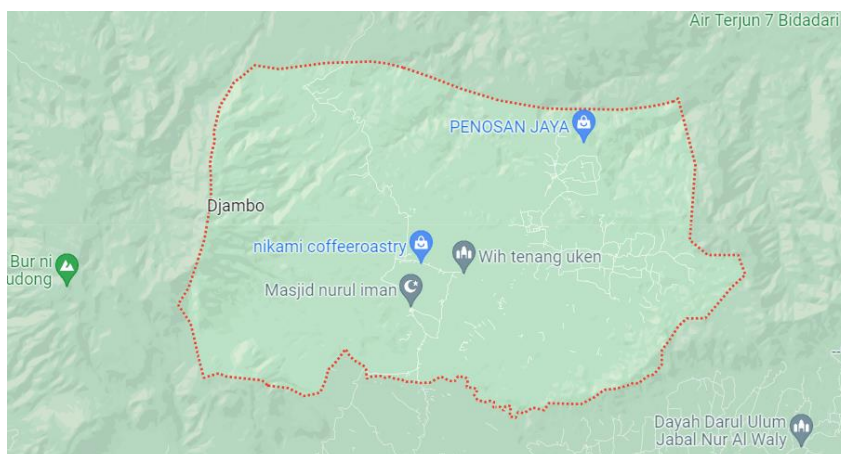 Air Terjun 7 Bidadari
PENOSAN JAYA
Djambo
nikami coffeeroastry
Wih tenang uken
Bur ni
udong
Masjid nurul iman
Dayah Darul Ulum
Jabal Nur Al Waly